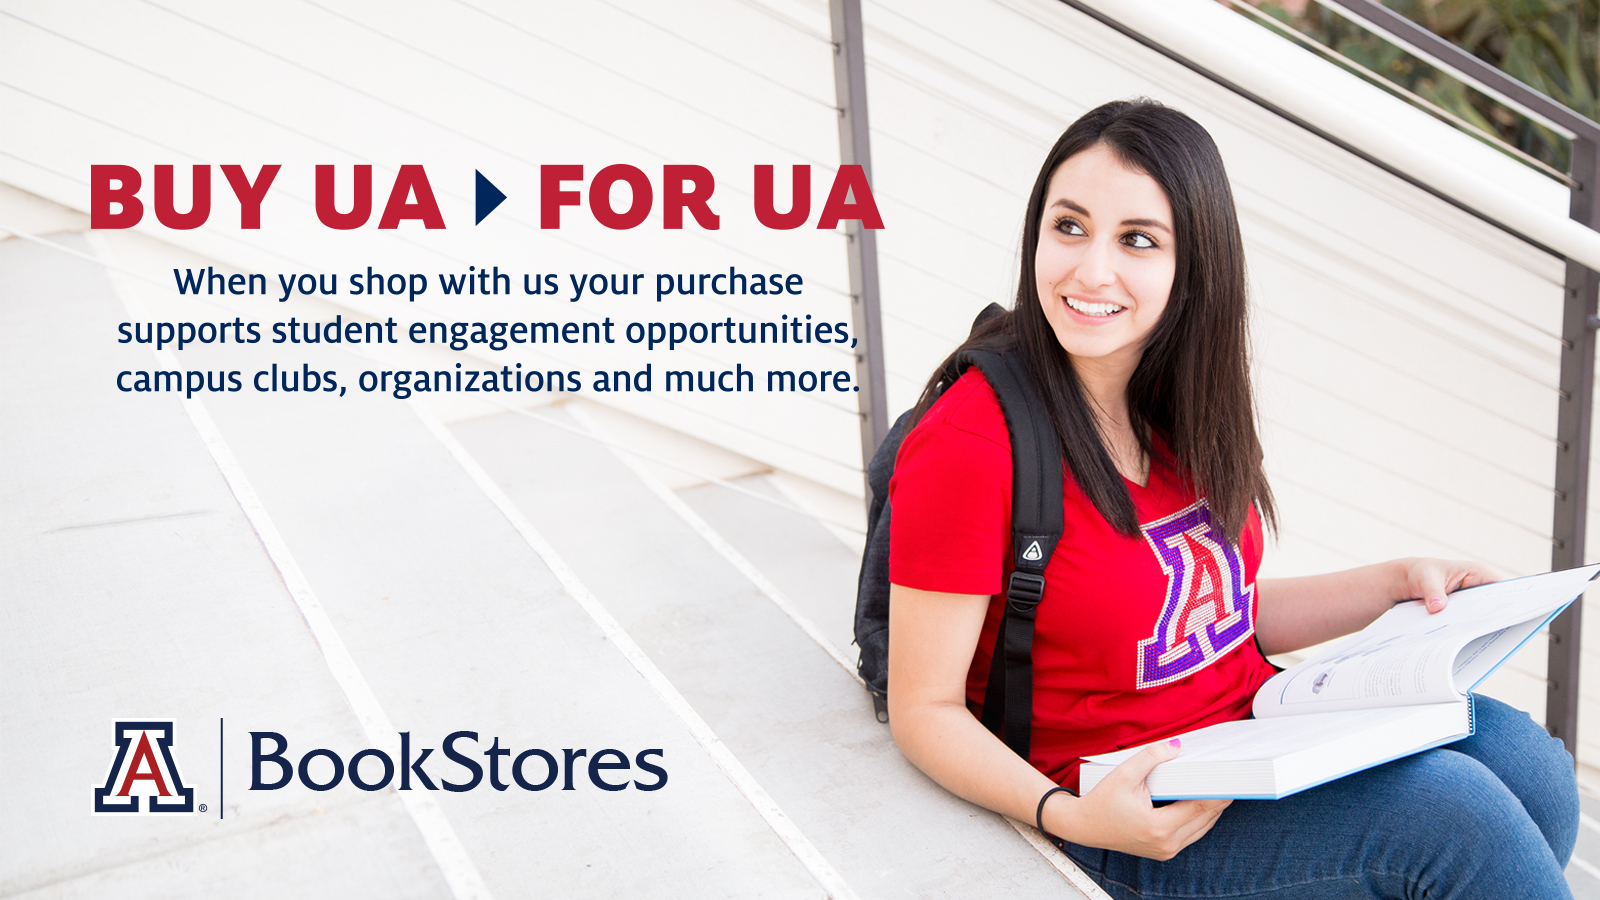 BUY UA FOR UA
When you shop with us your purchase
supports student engagement opportunities,
campus clubs, organizations and much more.
A ® BookStores
A